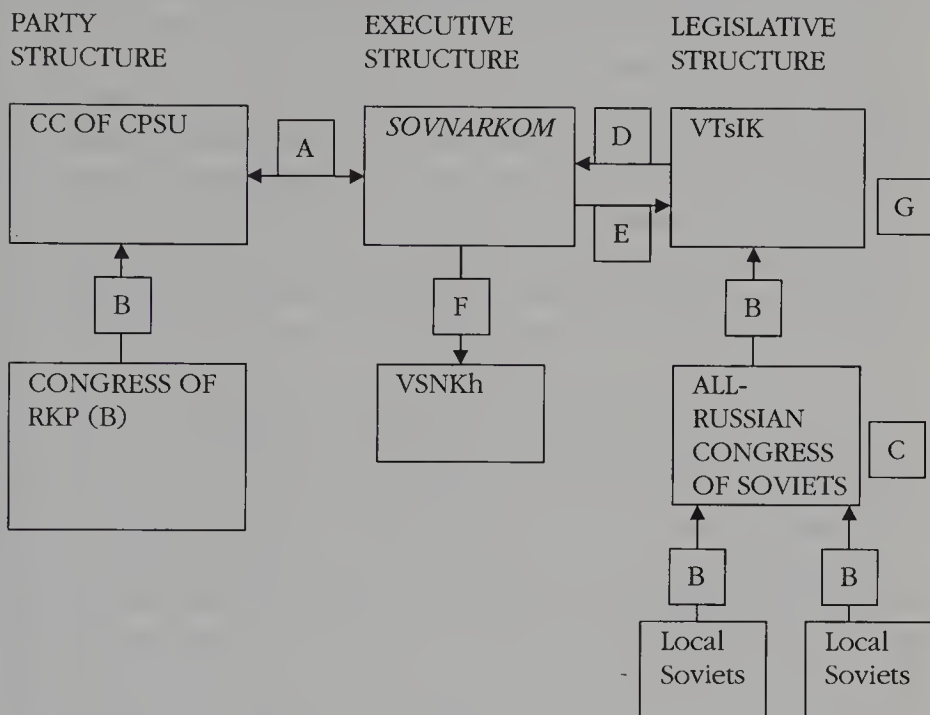 PARTY
STRUCTURE
EXECUTIVE
STRUCTURE
LEGISLATIVE
STRUCTURE
CC OF CPSU
A
SOVNARKOM
D
E
VTsIK
G
B
F
B
CONGRESS OF
RKP (B)
VSNKh
ALL-
RUSSIAN
CONGRESS
OF SOVIETS
C
B
B
Local
Soviets
Local
Soviets